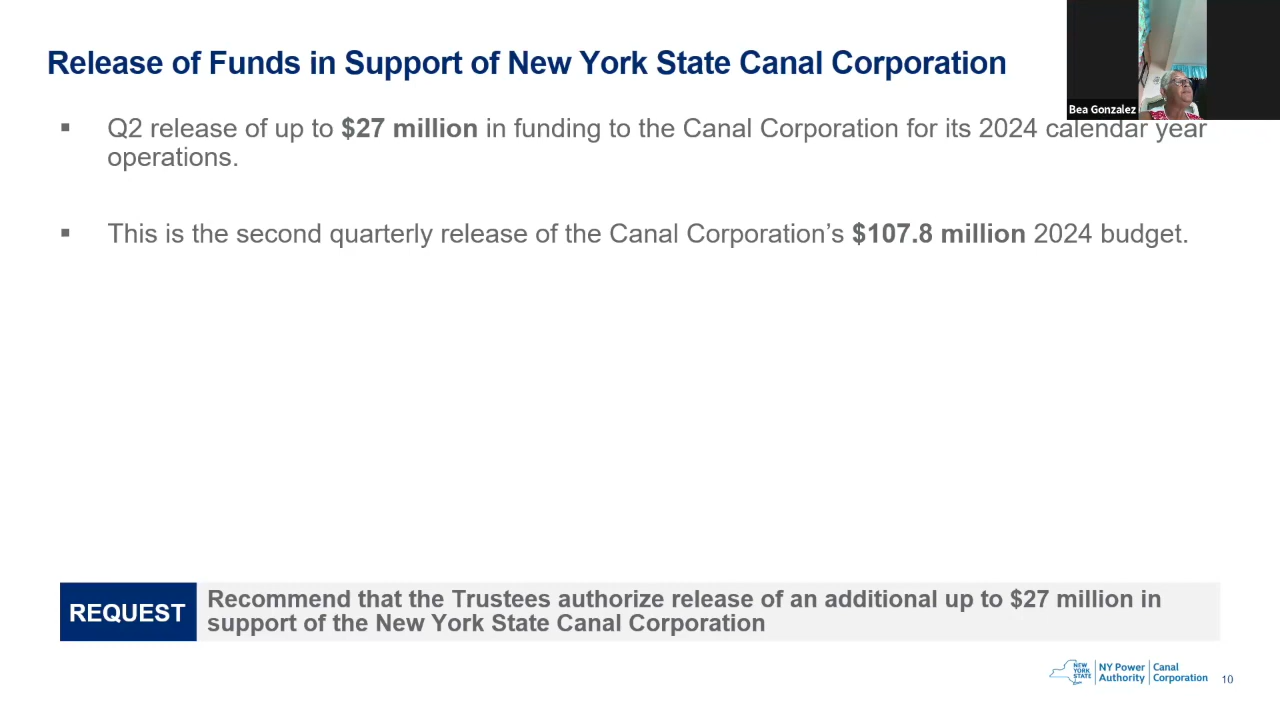 Release of Funds in Support of New York State Canal Corporation
Bea Gonzalez
▪ Q2 release of up to $27 million in funding to the Canal Corporation for its 2024 calendar year
operations.
▪ This is the second quarterly release of the Canal Corporation’s $107.8 million 2024 budget.
REQUEST
Recommend that the Trustees authorize release of an additional up to $27 million in
support of the New York State Canal Corporation
NEW
YORK
STATE
NY Power
Authority
Canal
Corporation
10